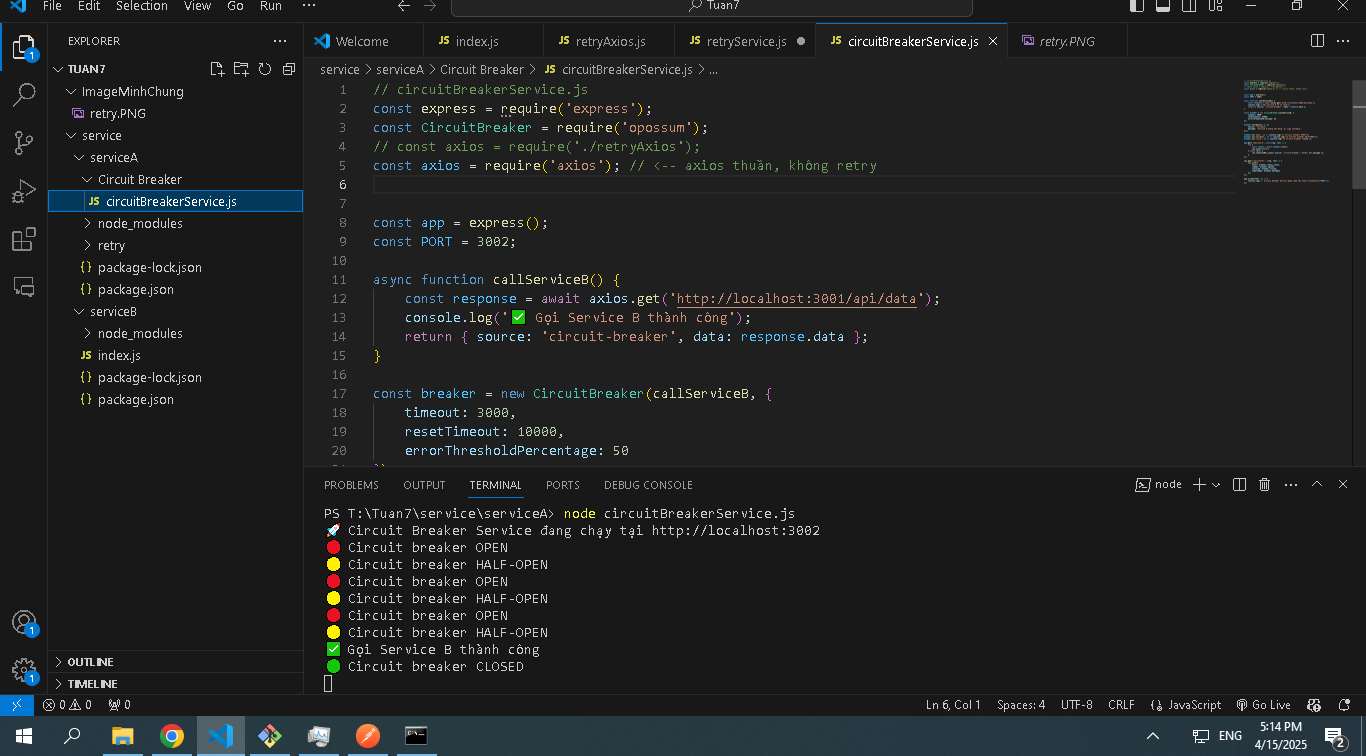 File Edit Selection View Go Run ··· Tuan7
1
EXPLORER ···
Welcome
JS index.js
JS retryAxios.js
JS retryService.js
JS circuitBreakerService.js
retry.PNG
···
TUAN7
ImageMinhChung
retry.PNG
service
serviceA
Circuit Breaker
JS circuitBreakerService.js
node_modules
retry
{} package-lock.json
{} package.json
serviceB
node_modules
JS index.js
{} package-lock.json
{} package.json
OUTLINE
TIMELINE
1
1
service > serviceA > Circuit Breaker > JS circuitBreakerService.js > ...
1 // circuitBreakerService.js
2 const express = require('express');
3 const CircuitBreaker = require('opossum');
4 // const axios = require('./retryAxios');
5 const axios = require('axios'); // <-- axios thuần, không retry
6
7
8 const app = express();
9 const PORT = 3002;
10
11 async function callServiceB() {
12 const response = await axios.get('http://localhost:3001/api/data');
13 console.log('✅ Gọi Service B thành công');
14 return { source: 'circuit-breaker', data: response.data };
15 }
16
17 const breaker = new CircuitBreaker(callServiceB, {
18 timeout: 3000,
19 resetTimeout: 10000,
20 errorThresholdPercentage: 50
PROBLEMS OUTPUT TERMINAL PORTS DEBUG CONSOLE node ···
PS T:\Tuan7\service\serviceA> node circuitBreakerService.js
🚀 Circuit Breaker Service đang chạy tại http://localhost:3002
🔴 Circuit breaker OPEN
🟡 Circuit breaker HALF-OPEN
🔴 Circuit breaker OPEN
🟡 Circuit breaker HALF-OPEN
🔴 Circuit breaker OPEN
🟡 Circuit breaker HALF-OPEN
✅ Gọi Service B thành công
🟢 Circuit breaker CLOSED
0 0 0 Ln 6, Col 1 Spaces: 4 UTF-8 CRLF {} JavaScript Go Live
ENG
5:14 PM
4/15/2025
2